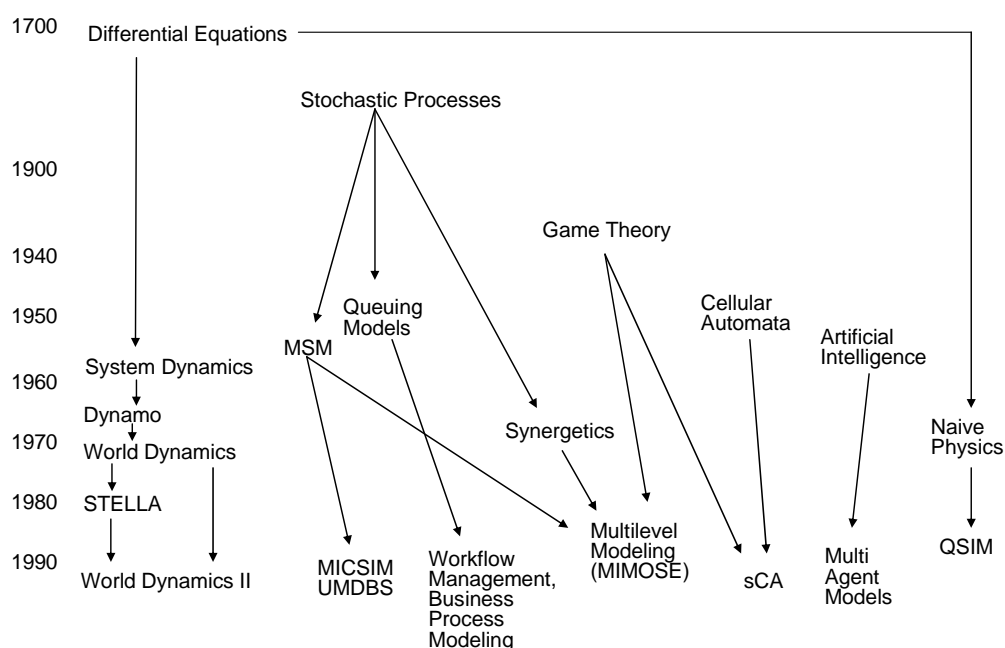 1700
Differential Equations
Stochastic Processes
1900
Game Theory
1940
Cellular
Automata
Queuing
Models
1950
Artificial
Intelligence
MSM
System Dynamics
1960
Dynamo
Synergetics
Naive
Physics
1970
World Dynamics
1980
STELLA
Multilevel
Modeling
(MIMOSE)
QSIM
1990
World Dynamics II
MICSIM
UMDBS
Workflow
Management,
Business
Process
Modeling
sCA
Multi
Agent
Models